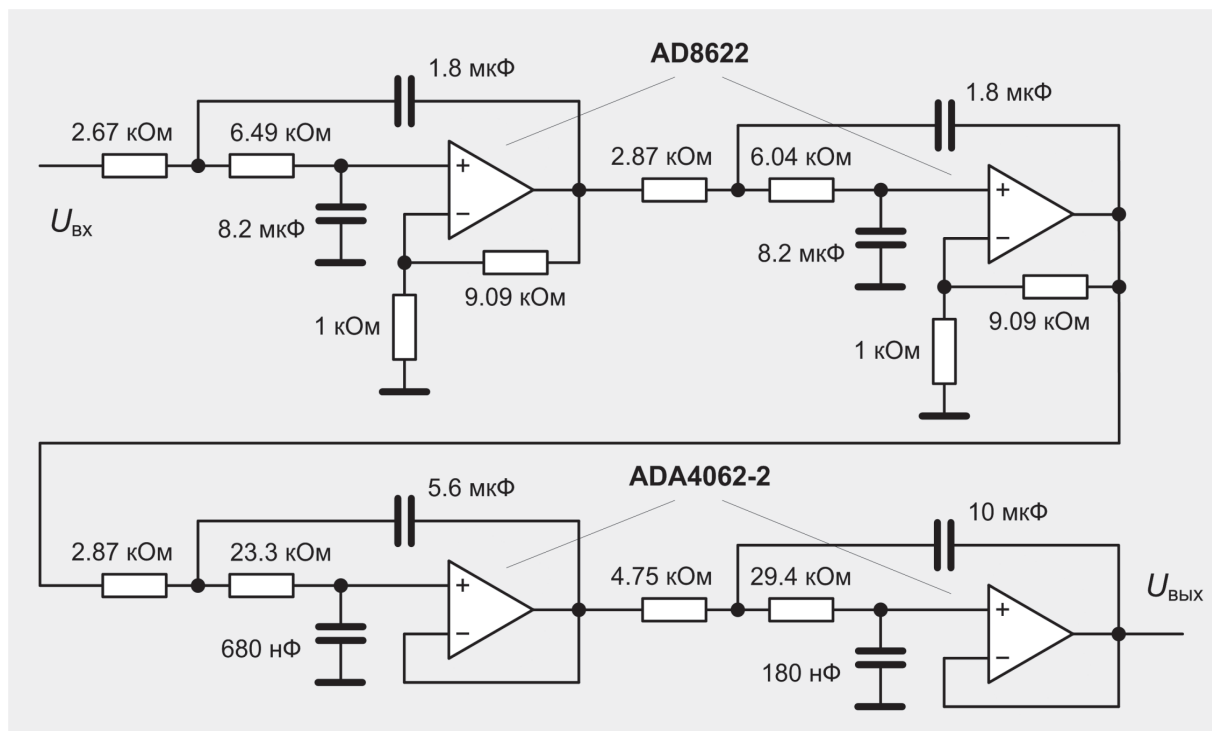 AD8622
1.8 мкФ
1.8 мкФ
2.67 кОм
6.49 кОм
2.87 кОм
6.04 кОм
+
+
Uвх
8.2 мкФ
−
8.2 мкФ
−
9.09 кОм
9.09 кОм
1 кОм
1 кОм
ADA4062-2
5.6 мкФ
10 мкФ
2.87 кОм
23.3 кОм
4.75 кОм
29.4 кОм
Uвых
+
+
680 нФ
−
180 нФ
−